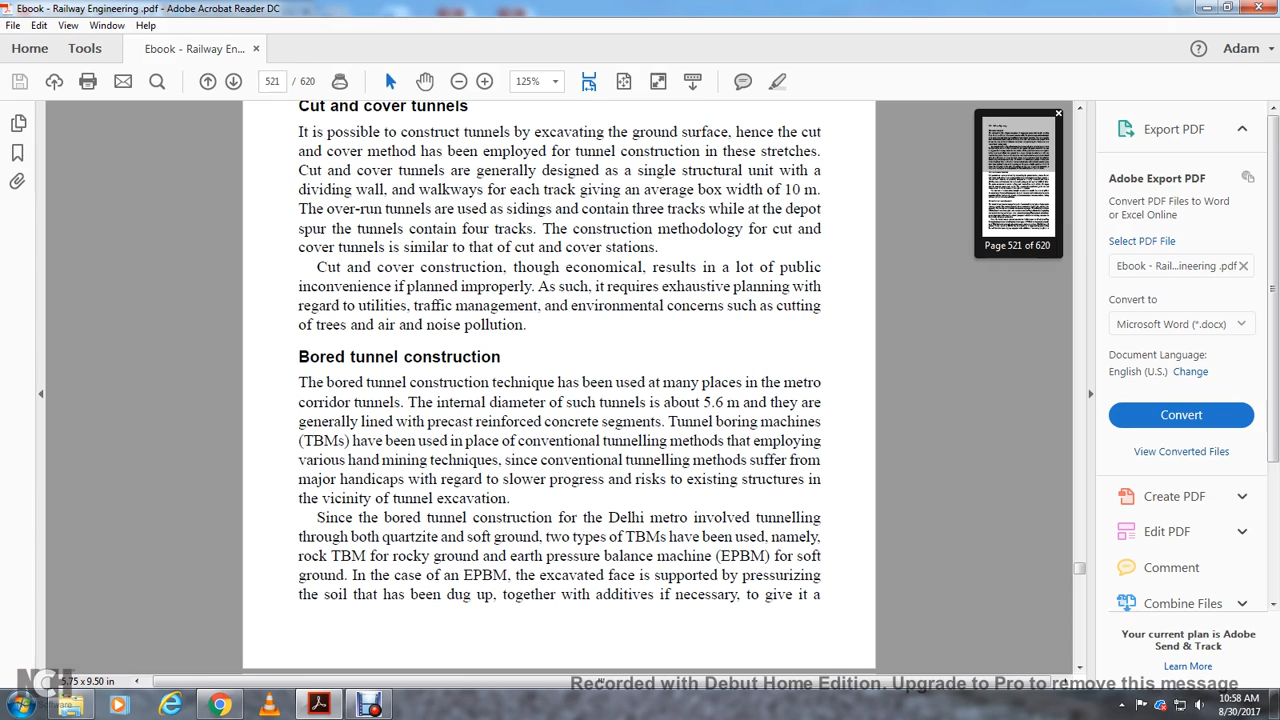 Ebook - Railway Engineering .pdf - Adobe Acrobat Reader DC
File Edit View Window Help
Home Tools Ebook - Railway En... × Adam
521 / 620 125%
Cut and cover tunnels
It is possible to construct tunnels by excavating the ground surface, hence the cut
and cover method has been employed for tunnel construction in these stretches.
Cut and cover tunnels are generally designed as a single structural unit with a
dividing wall, and walkways for each track giving an average box width of 10 m.
The over-run tunnels are used as sidings and contain three tracks while at the depot
spur the tunnels contain four tracks. The construction methodology for cut and
cover tunnels is similar to that of cut and cover stations.
Cut and cover construction, though economical, results in a lot of public
inconvenience if planned improperly. As such, it requires exhaustive planning with
regard to utilities, traffic management, and environmental concerns such as cutting
of trees and air and noise pollution.
Bored tunnel construction
The bored tunnel construction technique has been used at many places in the metro
corridor tunnels. The internal diameter of such tunnels is about 5.6 m and they are
generally lined with precast reinforced concrete segments. Tunnel boring machines
(TBMs) have been used in place of conventional tunnelling methods that employing
various hand mining techniques, since conventional tunnelling methods suffer from
major handicaps with regard to slower progress and risks to existing structures in
the vicinity of tunnel excavation.
Since the bored tunnel construction for the Delhi metro involved tunnelling
through both quartzite and soft ground, two types of TBMs have been used, namely,
rock TBM for rocky ground and earth pressure balance machine (EPBM) for soft
ground. In the case of an EPBM, the excavated face is supported by pressurizing
the soil that has been dug up, together with additives if necessary, to give it a
Page 521 of 620
Export PDF
Adobe Export PDF
Convert PDF Files to Word
or Excel Online
Select PDF File
Ebook - Rail...ineering .pdf
Convert to
Microsoft Word (*.docx)
Document Language:
English (U.S.) Change
Convert
View Converted Files
Create PDF
Edit PDF
Comment
Combine Files
Your current plan is Adobe
Send & Track
Learn More
5.75 x 9.50 in
Recorded with Debut Home Edition. Upgrade to Pro to remove this message
NCH
Software
10:58 AM
8/30/2017